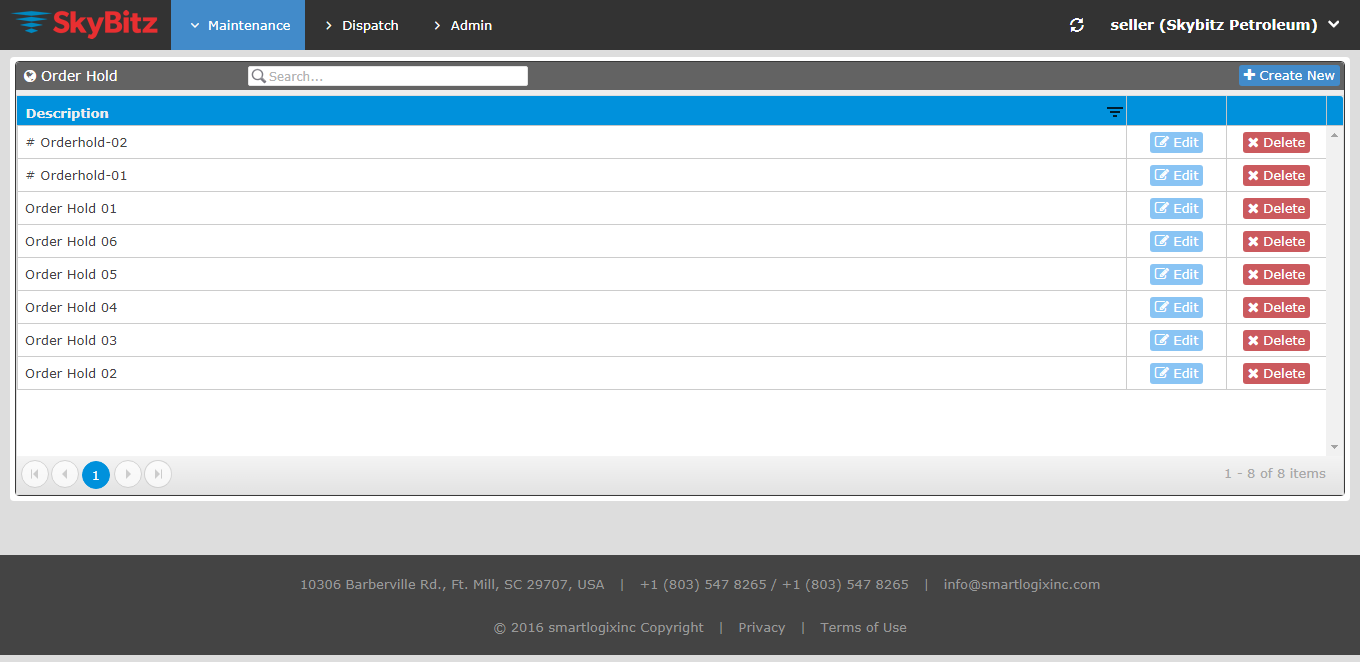 SkyBitz Maintenance Dispatch Admin seller (Skybitz Petroleum)
Order Hold Search... Create New
Description
# Orderhold-02 Edit Delete
# Orderhold-01 Edit Delete
Order Hold 01 Edit Delete
Order Hold 06 Edit Delete
Order Hold 05 Edit Delete
Order Hold 04 Edit Delete
Order Hold 03 Edit Delete
Order Hold 02 Edit Delete
1 1 - 8 of 8 items
10306 Barberville Rd., Ft. Mill, SC 29707, USA | +1 (803) 547 8265 / +1 (803) 547 8265 | info@smartlogixinc.com
© 2016 smartlogixinc Copyright | Privacy | Terms of Use